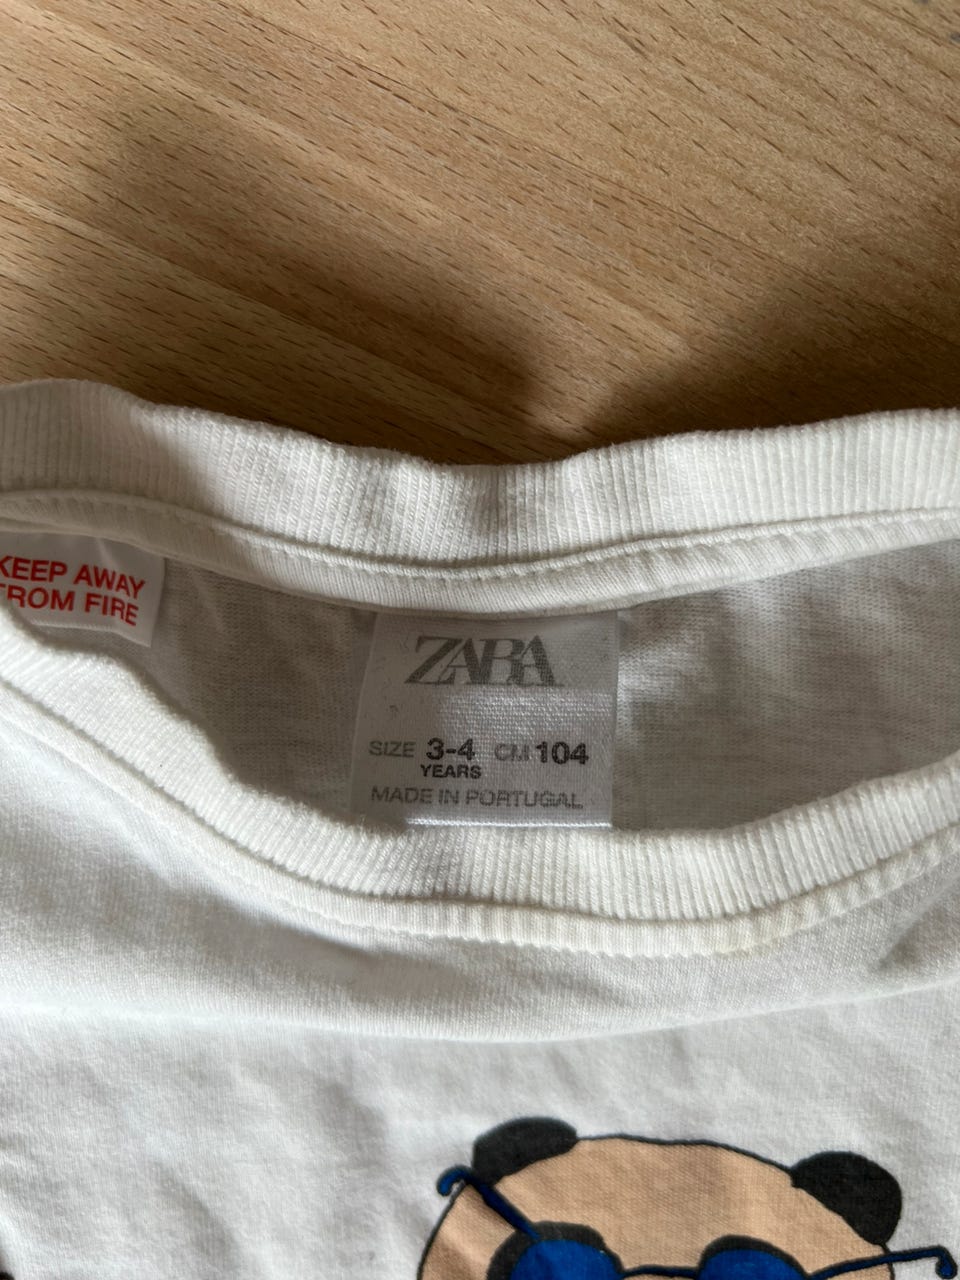 KEEP AWAY
FROM FIRE
ZARA
SIZE 3-4 CM 104
YEARS
MADE IN PORTUGAL